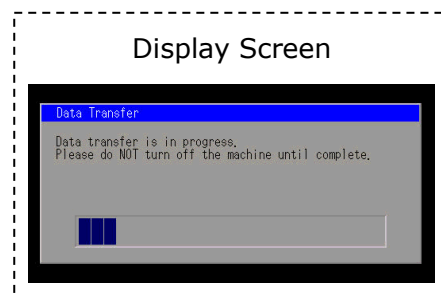 Display Screen
Data Transfer
Data transfer is in progress.
Please do NOT turn off the machine until complete.